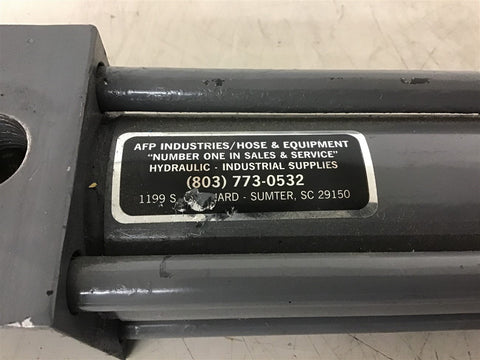 AFP INDUSTRIES/HOSE & EQUIPMENT
"NUMBER ONE IN SALES & SERVICE"
HYDRAULIC - INDUSTRIAL SUPPLIES
(803) 773-0532
1199 S. - SUMTER, SC 29150